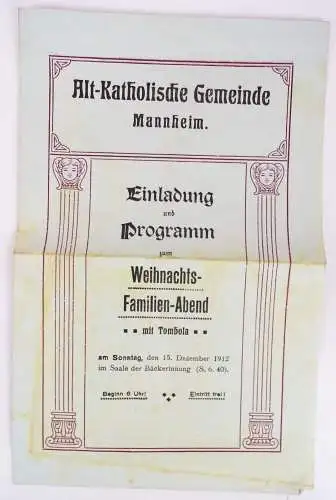 Alt-Katholische Gemeinde
Mannheim.
Einladung
und
Programm
zum
Weihnachts-
Familien-Abend
mit Tombola
am Sonntag, den 15. Dezember 1912
im Saale der Bäckerinnung (S. 6. 40).
Beginn 6 Uhr! Eintritt frei!